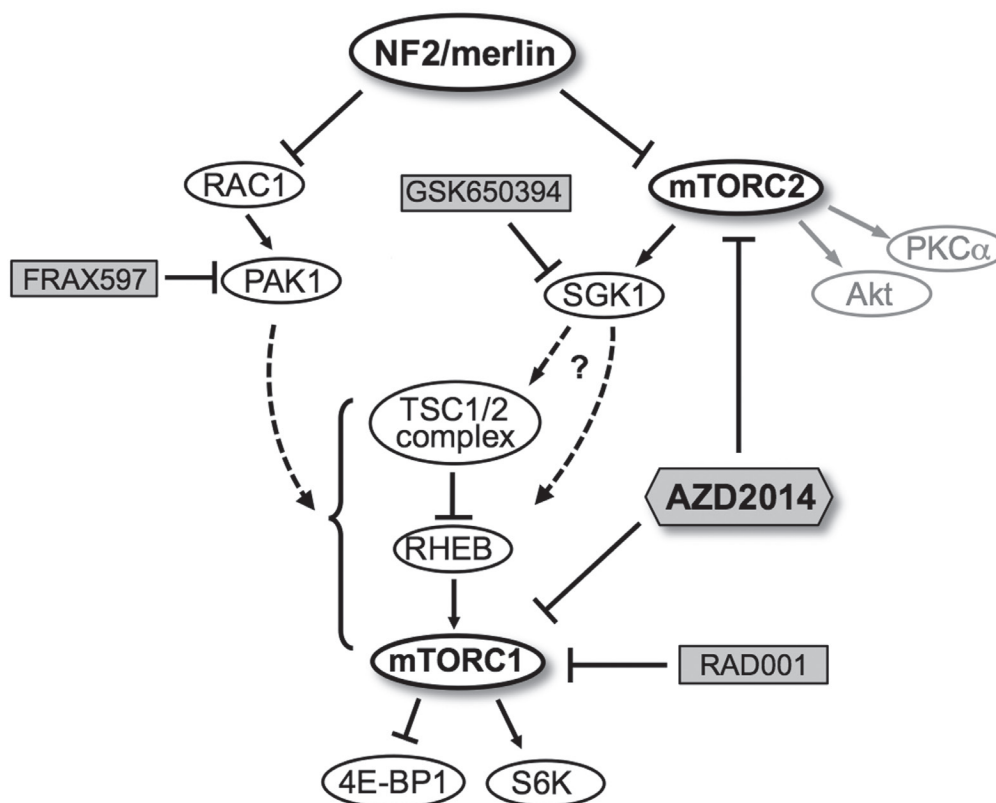 NF2/merlin
RAC1
GSK650394
mTORC2
FRAX597
PAK1
SGK1
PKCα
Akt
?
TSC1/2
complex
AZD2014
RHEB
mTORC1
RAD001
4E-BP1
S6K